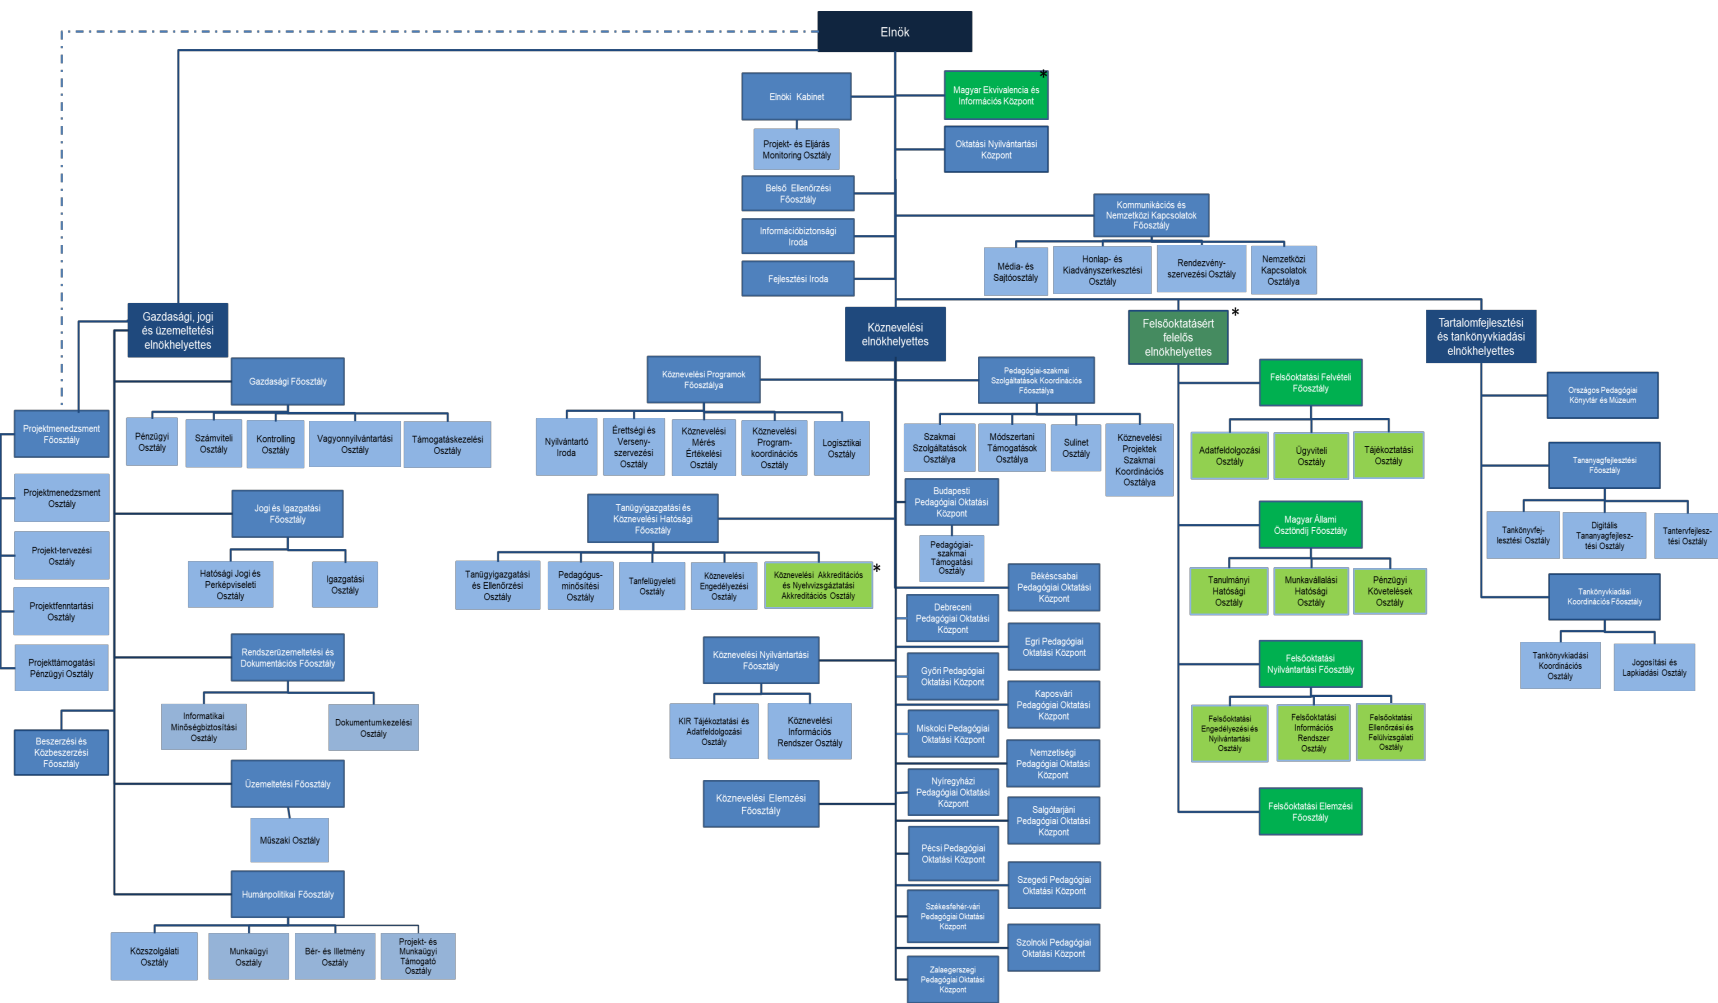 Elnök
*
Elnöki Kabinet
Magyar Ekvivalencia és
Információs Központ
Projekt- és Eljárás
Monitoring Osztály
Oktatási Nyilvántartási
Központ
Belső Ellenőrzési
Főosztály
Kommunikációs és
Nemzetközi Kapcsolatok
Főosztály
Információbiztonsági
Iroda
Média- és
Sajtóosztály
Honlap- és
Kiadványszerkesztési
Osztály
Rendezvény-
szervezési Osztály
Nemzetközi
Kapcsolatok
Osztálya
Fejlesztési Iroda
Gazdasági, jogi
és üzemeltetési
elnökhelyettes
Köznevelési
elnökhelyettes
Felsőoktatásért
felelős
elnökhelyettes
*
Tartalomfejlesztési
és tankönyvkiadási
elnökhelyettes
Projektmenedzsment
Főosztály
Projektmenedzsment
Osztály
Projekt-tervezési
Osztály
Projektfenntartási
Osztály
Projekttámogatási
Pénzügyi Osztály
Beszerzési és
Közbeszerzési
Főosztály
Gazdasági Főosztály
Pénzügyi
Osztály
Számviteli
Osztály
Kontrolling
Osztály
Vagyonnyilvántartási
Osztály
Támogatáskezelési
Osztály
Jogi és Igazgatási
Főosztály
Hatósági Jogi és
Perképviseleti
Osztály
Igazgatási
Osztály
Rendszerüzemeltetési és
Dokumentációs Főosztály
Informatikai
Minőségbiztosítási
Osztály
Dokumentumkezelési
Osztály
Üzemeltetési Főosztály
Műszaki Osztály
Humánpolitikai Főosztály
Közszolgálati
Osztály
Munkaügyi
Osztály
Bér- és Illetmény
Osztály
Projekt- és
Munkaügyi
Támogató
Osztály
Köznevelési Programok
Főosztálya
Nyilvántartó
Iroda
Érettségi és
Verseny-
szervezési
Osztály
Köznevelési
Mérés
Értékelési
Osztály
Köznevelési
Program-
koordinációs
Osztály
Logisztikai
Osztály
Tanügyigazgatási és
Köznevelési Hatósági
Főosztály
Tanügyigazgatási
és Ellenőrzési
Osztály
Pedagógus-
minősítési
Osztály
Tanfelügyeleti
Osztály
Köznevelési
Engedélyezési
Osztály
Köznevelési Akkreditációs
és Nyelvvizsgáztatási
Akkreditációs Osztály
*
Köznevelési Nyilvántartási
Főosztály
KIR Tájékoztatási és
Adatfeldolgozási
Osztály
Köznevelési
Információs
Rendszer Osztály
Köznevelési Elemzési
Főosztály
Pedagógiai-szakmai
Szolgáltatások Koordinációs
Főosztálya
Szakmai
Szolgáltatások
Osztálya
Módszertani
Támogatások
Osztálya
Sulinet
Osztály
Köznevelési
Projektek
Szakmai
Koordinációs
Osztálya
Budapesti
Pedagógiai Oktatási
Központ
Pedagógiai-
szakmai
Támogatási
Osztály
Békéscsabai
Pedagógiai Oktatási
Központ
Debreceni
Pedagógiai Oktatási
Központ
Egri Pedagógiai
Oktatási Központ
Győri Pedagógiai
Oktatási Központ
Kaposvári
Pedagógiai Oktatási
Központ
Miskolci Pedagógiai
Oktatási Központ
Nemzetiségi
Pedagógiai Oktatási
Központ
Nyíregyházi
Pedagógiai Oktatási
Központ
Salgótarjáni
Pedagógiai Oktatási
Központ
Pécsi Pedagógiai
Oktatási Központ
Szegedi Pedagógiai
Oktatási Központ
Székesfehér-vári
Pedagógiai Oktatási
Központ
Szolnoki Pedagógiai
Oktatási Központ
Zalaegerszegi
Pedagógiai Oktatási
Központ
Felsőoktatási Felvételi
Főosztály
Adatfeldolgozási
Osztály
Ügyviteli
Osztály
Tájékoztatási
Osztály
Magyar Állami
Ösztöndíj Főosztály
Tanulmányi
Hatósági
Osztály
Munkavállalási
Hatósági
Osztály
Pénzügyi
Követelések
Osztály
Felsőoktatási
Nyilvántartási Főosztály
Felsőoktatási
Engedélyezési és
Nyilvántartási
Osztály
Felsőoktatási
Információs
Rendszer
Osztály
Felsőoktatási
Ellenőrzési és
Felülvizsgálati
Osztály
Felsőoktatási Elemzési
Főosztály
Országos Pedagógiai
Könyvtár és Múzeum
Tananyagfejlesztési
Főosztály
Tankönyvfej-
lesztési Osztály
Digitális
Tananyagfejlesz-
tési Osztály
Tantervfejlesz-
tési Osztály
Tankönyvkiadási
Koordinációs Főosztály
Tankönyvkiadási
Koordinációs
Osztály
Jogosítási és
Lapkiadási Osztály